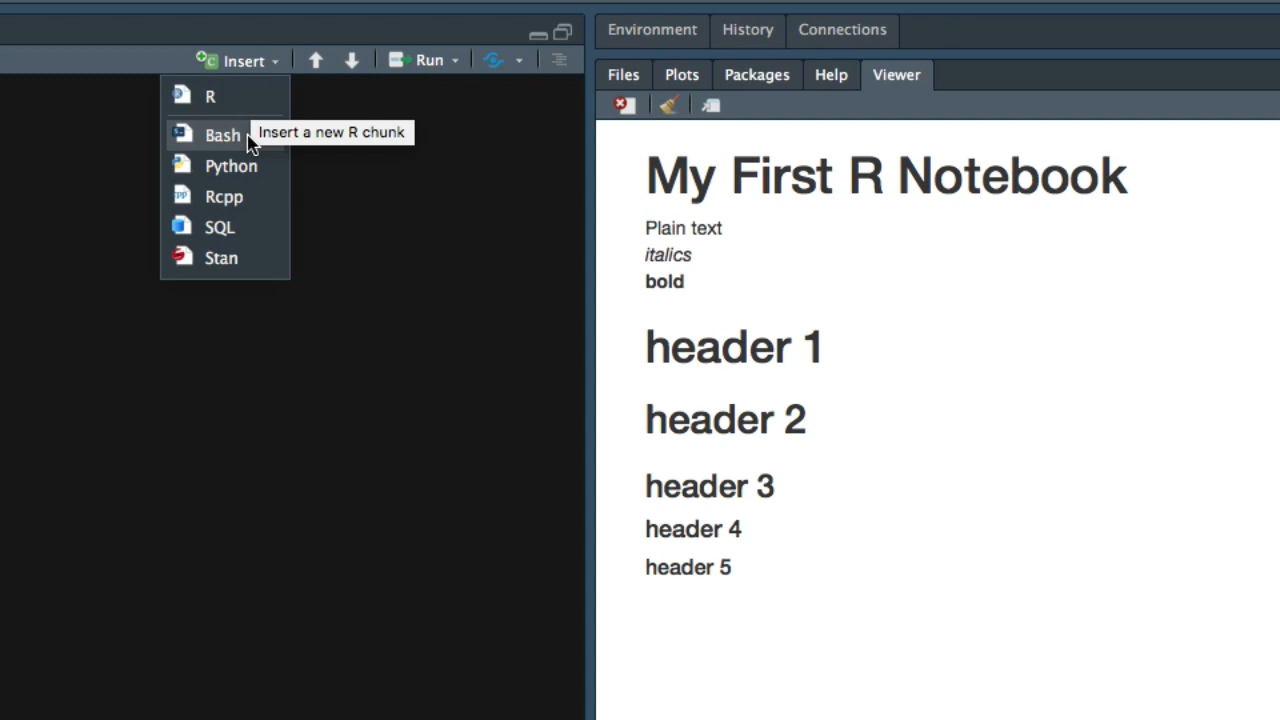 Insert
Run
R
Bash
Insert a new R chunk
Python
Rcpp
SQL
Stan
Environment
History
Connections
Files
Plots
Packages
Help
Viewer
My First R Notebook
Plain text
italics
bold
header 1
header 2
header 3
header 4
header 5